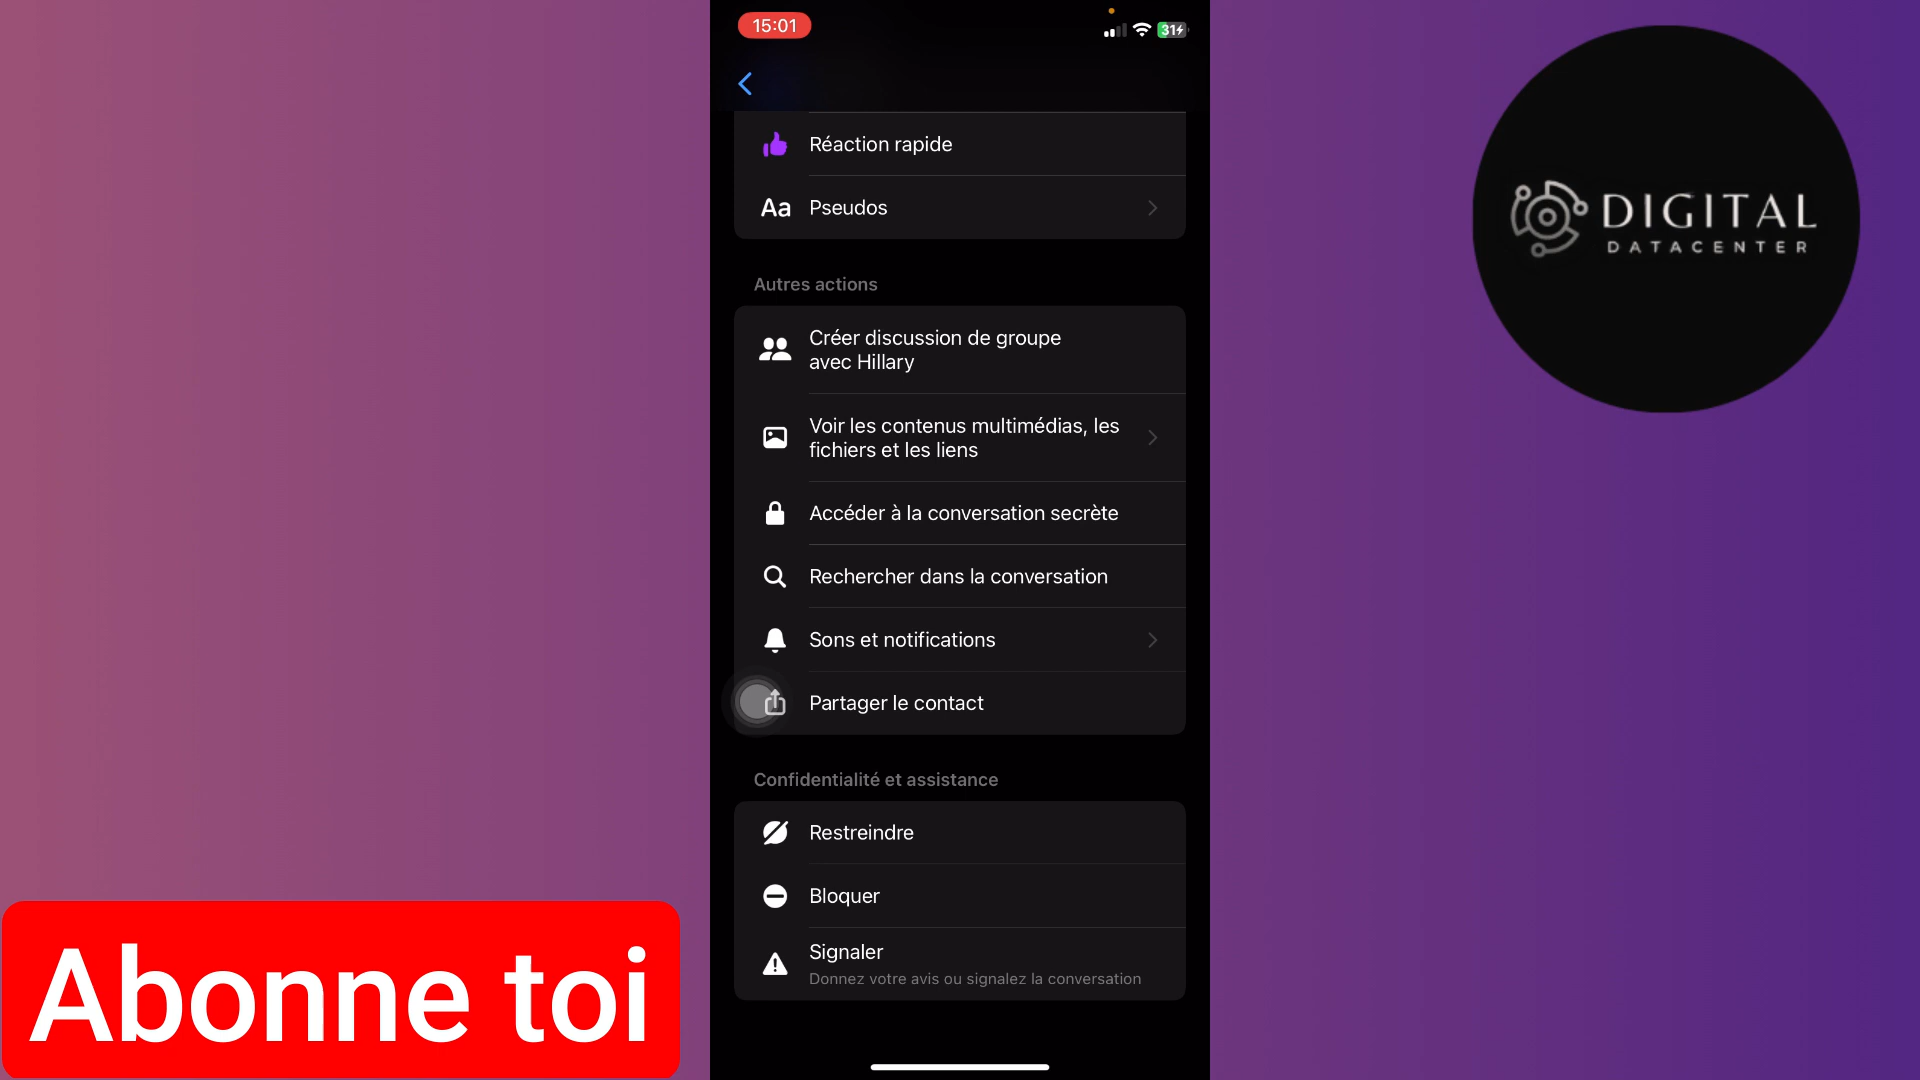 15:01
31
Réaction rapide
Aa Pseudos
Autres actions
Créer discussion de groupe
avec Hillary
Voir les contenus multimédias, les
fichiers et les liens
Accéder à la conversation secrète
Rechercher dans la conversation
Sons et notifications
Partager le contact
Confidentialité et assistance
Restreindre
Bloquer
Signaler
Donnez votre avis ou signalez la conversation
DIGITAL
DATACENTER
Abonne toi